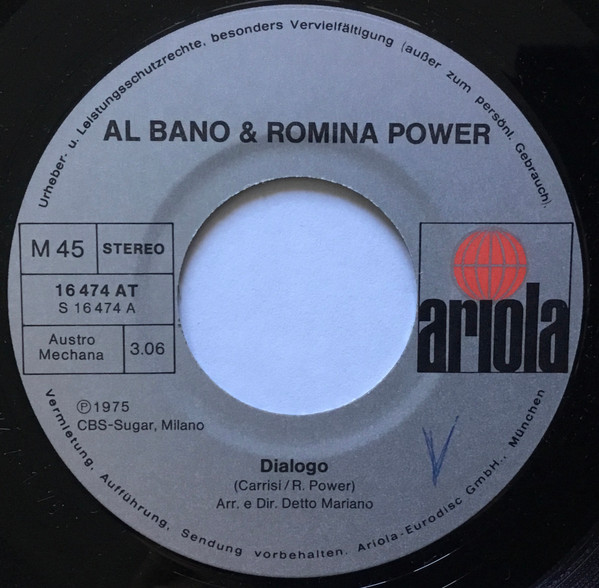 Urheber- u. Leistungsschutzrechte, besonders Vervielfältigung (außer zum persönl. Gebrauch).
AL BANO & ROMINA POWER
M 45
STEREO
16 474 AT
S 16 474 A
Austro
Mechana
3.06
ariola
℗ 1975
CBS-Sugar, Milano
Dialogo
(Carrisi / R. Power)
Arr. e Dir. Detto Mariano
V
Vermietung, Aufführung, Sendung vorbehalten. Ariola-Eurodisc GmbH., München